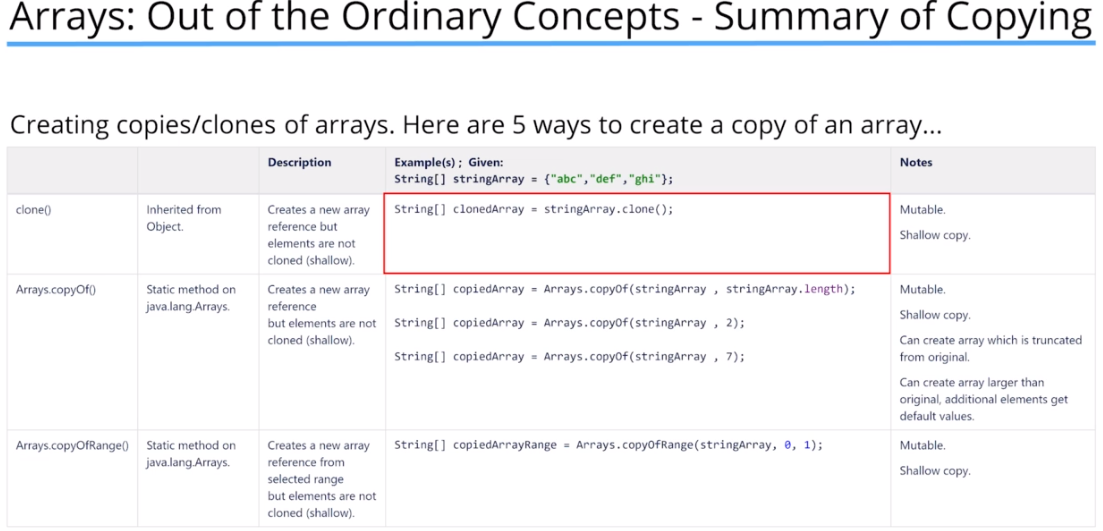 Arrays: Out of the Ordinary Concepts - Summary of Copying
Creating copies/clones of arrays. Here are 5 ways to create a copy of an array...
Description
Example(s) ; Given:
String[] stringArray = {"abc","def","ghi"};
Notes
clone()
Inherited from
Object.
Creates a new array
reference but
elements are not
cloned (shallow).
String[] clonedArray = stringArray.clone();
Mutable.
Shallow copy.
Arrays.copyOf()
Static method on
java.lang.Arrays.
Creates a new array
reference
but elements are not
cloned (shallow).
String[] copiedArray = Arrays.copyOf(stringArray , stringArray.length);
String[] copiedArray = Arrays.copyOf(stringArray , 2);
String[] copiedArray = Arrays.copyOf(stringArray , 7);
Mutable.
Shallow copy.
Can create array which is truncated
from original.
Can create array larger than
original, additional elements get
default values.
Arrays.copyOfRange()
Static method on
java.lang.Arrays.
Creates a new array
reference from
selected range
but elements are not
cloned (shallow).
String[] copiedArrayRange = Arrays.copyOfRange(stringArray, 0, 1);
Mutable.
Shallow copy.